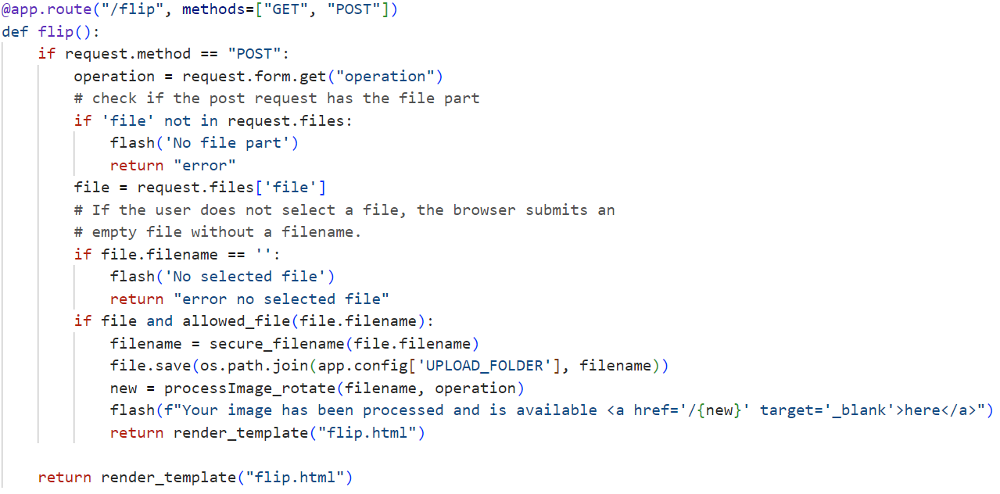 @app.route("/flip", methods=["GET", "POST"])
def flip():
    if request.method == "POST":
        operation = request.form.get("operation")
        # check if the post request has the file part
        if 'file' not in request.files:
            flash('No file part')
            return "error"
        file = request.files['file']
        # If the user does not select a file, the browser submits an
        # empty file without a filename.
        if file.filename == '':
            flash('No selected file')
            return "error no selected file"
        if file and allowed_file(file.filename):
            filename = secure_filename(file.filename)
            file.save(os.path.join(app.config['UPLOAD_FOLDER'], filename))
            new = processImage_rotate(filename, operation)
            flash(f"Your image has been processed and is available <a href='/{new}' target='_blank'>here</a>")
            return render_template("flip.html")

    return render_template("flip.html")